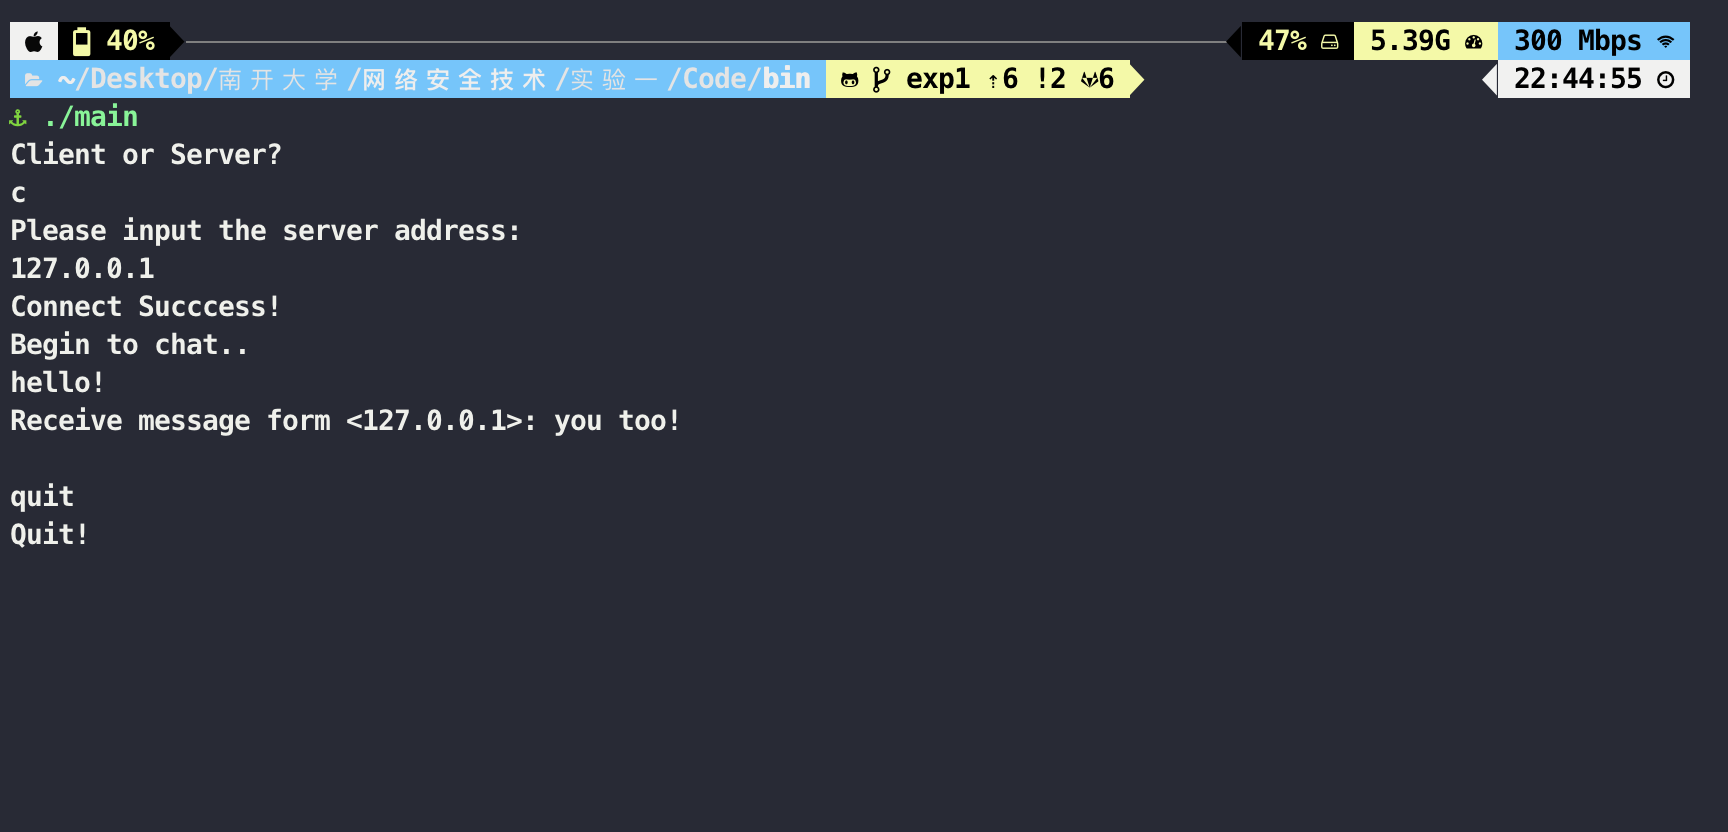 40% 47% 5.39G 300 Mbps
~/Desktop/南开大学/网络安全技术/实验一/Code/bin exp1 ⇡6 !2 6 22:44:55
./main
Client or Server?
c
Please input the server address:
127.0.0.1
Connect Succcess!
Begin to chat..
hello!
Receive message form <127.0.0.1>: you too!
quit
Quit!